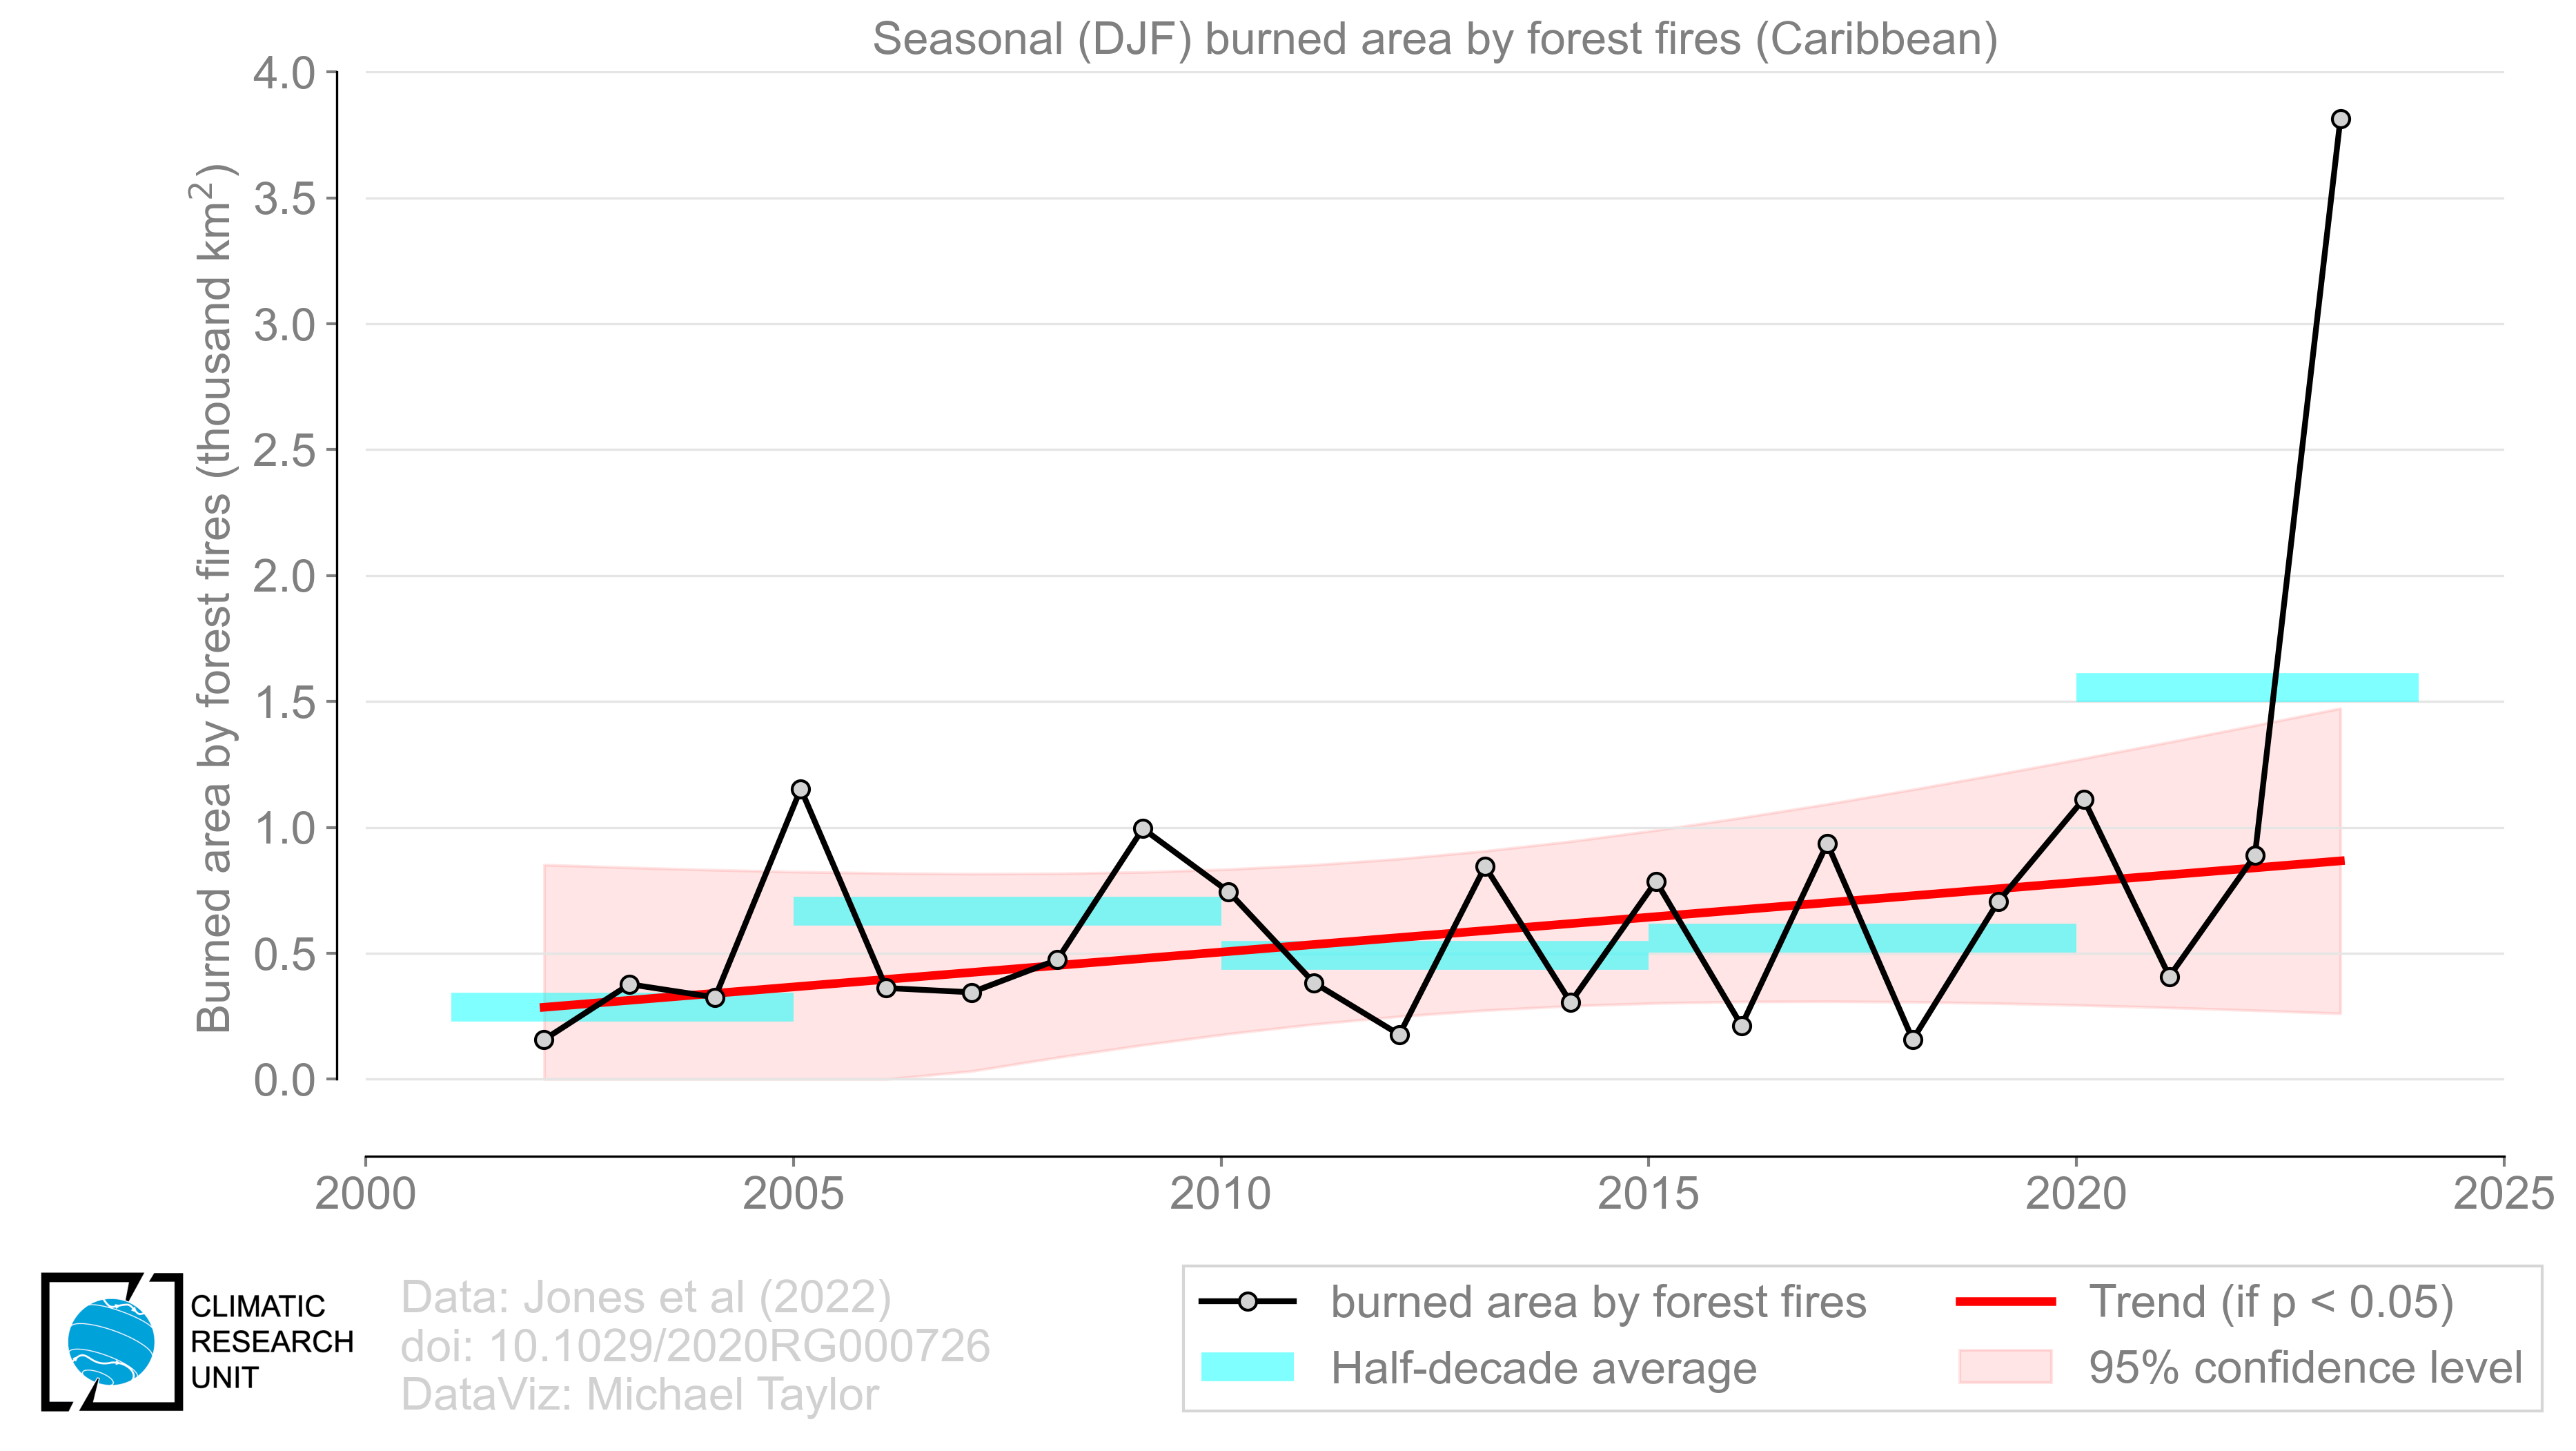 Seasonal (DJF) burned area by forest fires (Caribbean)
Burned area by forest fires (thousand km²)
4.0
3.5
3.0
2.5
2.0
1.5
1.0
0.5
0.0
2000
2005
2010
2015
2020
2025
CLIMATIC
RESEARCH
UNIT
Data: Jones et al (2022)
doi: 10.1029/2020RG000726
DataViz: Michael Taylor
burned area by forest fires
Half-decade average
Trend (if p < 0.05)
95% confidence level